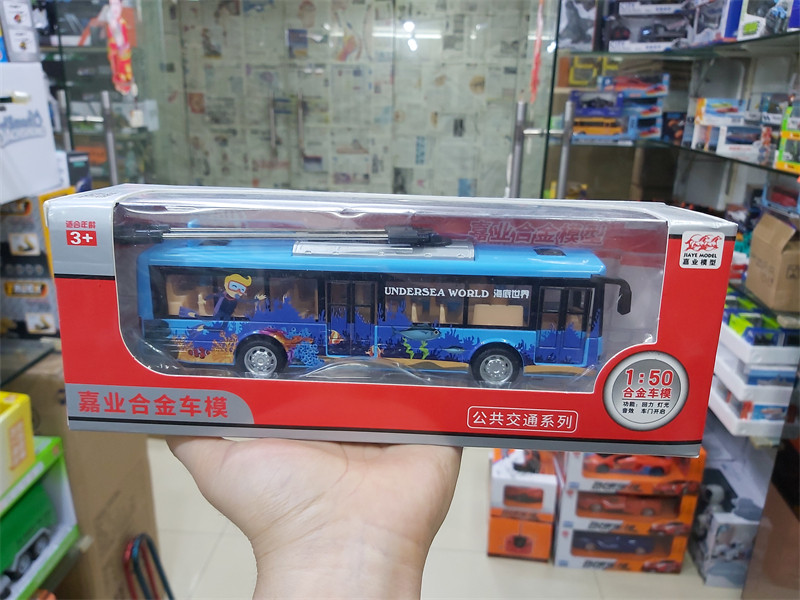 适合年龄
3+
嘉业合金车模
JIAYE MODEL
嘉业模型
UNDERSEA WORLD 海底世界
1:50
合金车模
功能：回力 灯光
音效 车门开启
嘉业合金车模
公共交通系列